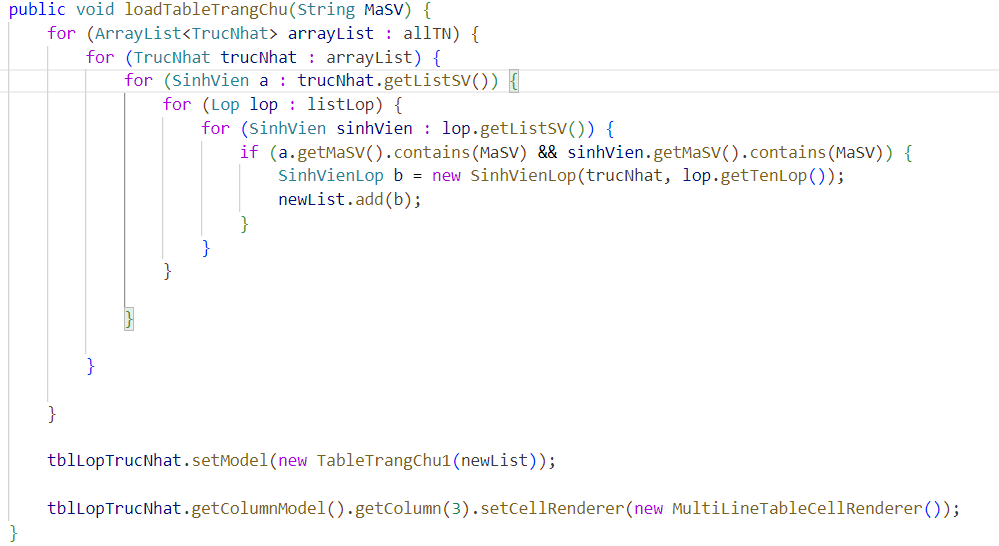 public void loadTableTrangChu(String MaSV) {
    for (ArrayList<TrucNhat> arrayList : allTN) {
        for (TrucNhat trucNhat : arrayList) {
            for (SinhVien a : trucNhat.getListSV()) {
                for (Lop lop : listLop) {
                    for (SinhVien sinhVien : lop.getListSV()) {
                        if (a.getMaSV().contains(MaSV) && sinhVien.getMaSV().contains(MaSV)) {
                            SinhVienLop b = new SinhVienLop(trucNhat, lop.getTenLop());
                            newList.add(b);
                        }
                    }
                }

            }

        }

    }

    tblLopTrucNhat.setModel(new TableTrangChu1(newList));

    tblLopTrucNhat.getColumnModel().getColumn(3).setCellRenderer(new MultiLineTableCellRenderer());
}